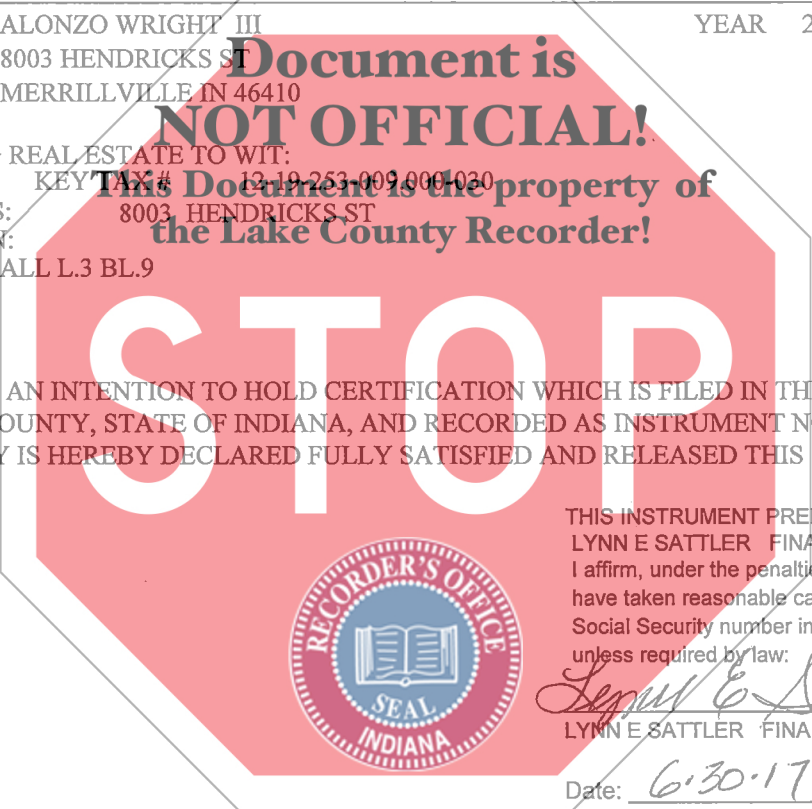 ALONZO WRIGHT III YEAR 2
8003 HENDRICKS ST
Document is
MERRILLVILLE IN 46410
NOT OFFICIAL!
REAL ESTATE TO WIT:
KEY TAX # 12-19-253-009.000-030
This Document is the property of
S: 8003 HENDRICKS ST
the Lake County Recorder!
N:
ALL L.3 BL.9
STOP
AN INTENTION TO HOLD CERTIFICATION WHICH IS FILED IN TH
OUNTY, STATE OF INDIANA, AND RECORDED AS INSTRUMENT N
Y IS HEREBY DECLARED FULLY SATISFIED AND RELEASED THIS
THIS INSTRUMENT PRE
LYNN E SATTLER FINA
I affirm, under the penalti
have taken reasonable ca
Social Security number in
unless required by law:
RECORDER'S OFFICE
SEAL
INDIANA
LYNN E SATTLER FINA
Date: 6-30-17